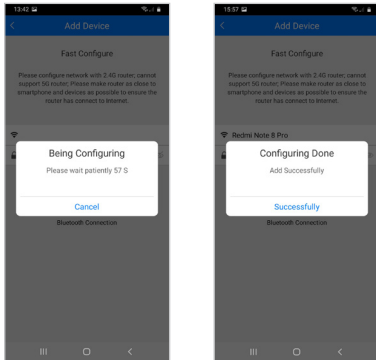 13:42
Add Device
Fast Configure
Please configure network with 2.4G router; cannot
support 5G router; Please make router as close to
smartphone and devices as possible to ensure the
router has connect to Internet.
Being Configuring
Please wait patiently 57 S
Cancel
Bluetooth Connection
15:57
Add Device
Fast Configure
Please configure network with 2.4G router; cannot
support 5G router; Please make router as close to
smartphone and devices as possible to ensure the
router has connect to Internet.
Redmi Note 8 Pro
Configuring Done
Add Successfully
Successfully
Bluetooth Connection